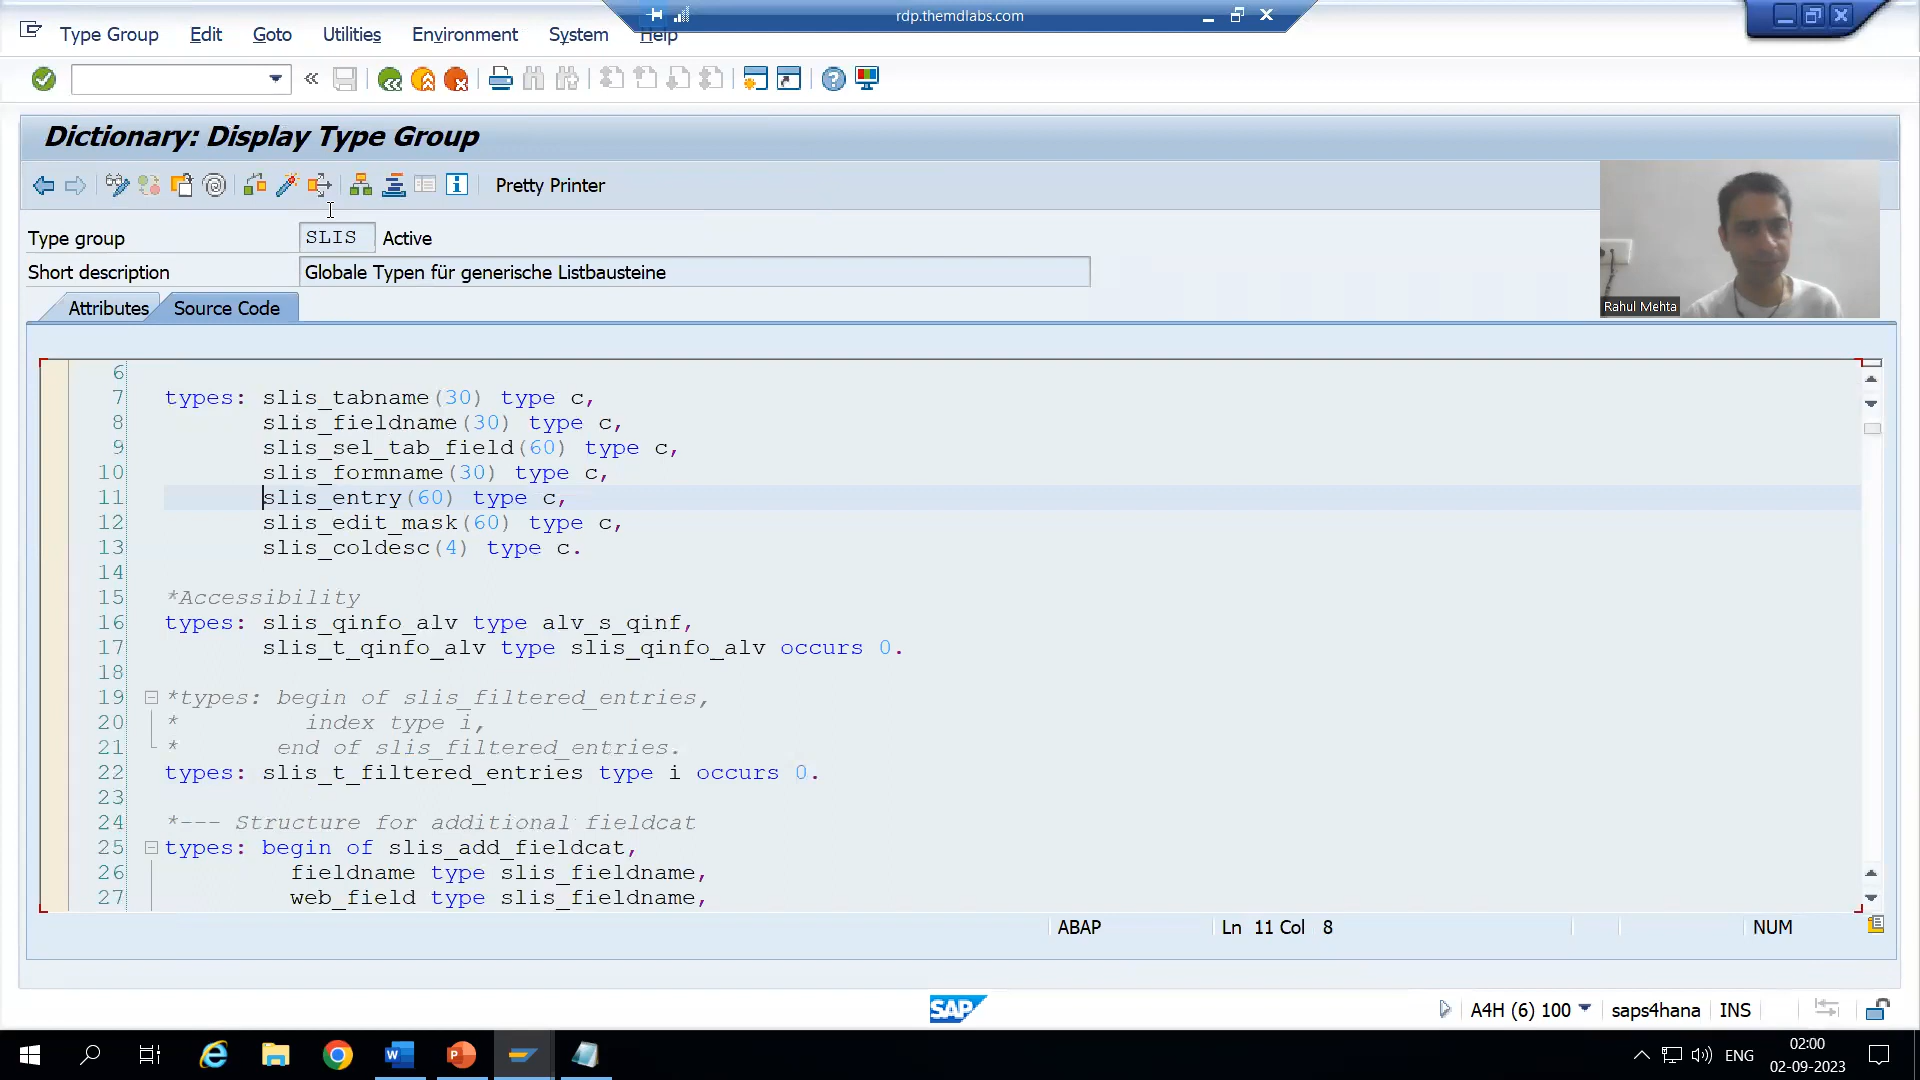 rdp.themdlabs.com
Type Group Edit Goto Utilities Environment System Help
Dictionary: Display Type Group
Pretty Printer
Type group SLIS Active
Short description Globale Typen für generische Listbausteine
Rahul Mehta
Attributes Source Code
6
7 types: slis_tabname(30) type c,
8 slis_fieldname(30) type c,
9 slis_sel_tab_field(60) type c,
10 slis_formname(30) type c,
11 slis_entry(60) type c,
12 slis_edit_mask(60) type c,
13 slis_coldesc(4) type c.
14
15 *Accessibility
16 types: slis_qinfo_alv type alv_s_qinf,
17 slis_t_qinfo_alv type slis_qinfo_alv occurs 0.
18
19 *types: begin of slis_filtered_entries,
20 * index type i,
21 * end of slis_filtered_entries.
22 types: slis_t_filtered_entries type i occurs 0.
23
24 *--- Structure for additional fieldcat
25 types: begin of slis_add_fieldcat,
26 fieldname type slis_fieldname,
27 web_field type slis_fieldname,
ABAP Ln 11 Col 8 NUM
SAP A4H (6) 100 saps4hana INS
ENG 02:00
02-09-2023